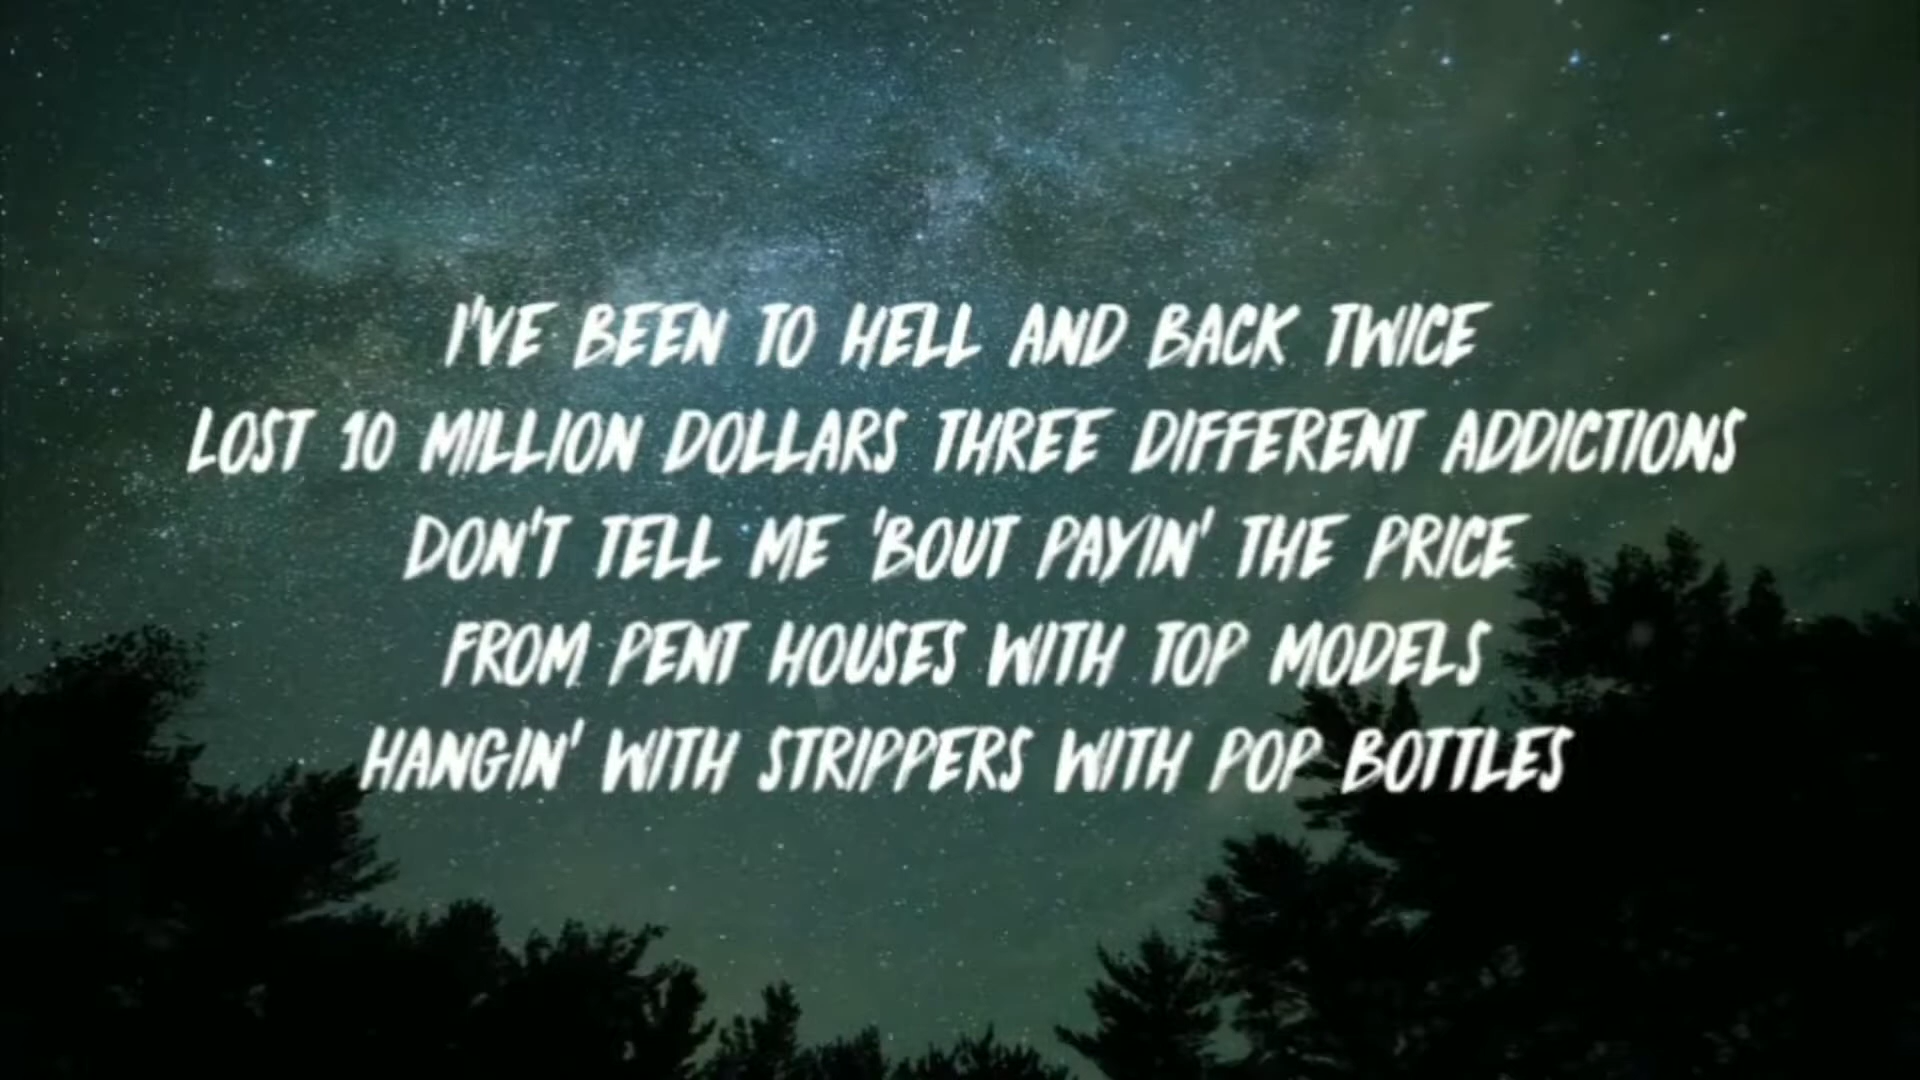 I'VE BEEN TO HELL AND BACK TWICE
LOST 10 MILLION DOLLARS THREE DIFFERENT ADDICTIONS
DON'T TELL ME 'BOUT PAYIN' THE PRICE
FROM PENT HOUSES WITH TOP MODELS
HANGIN' WITH STRIPPERS WITH POP BOTTLES